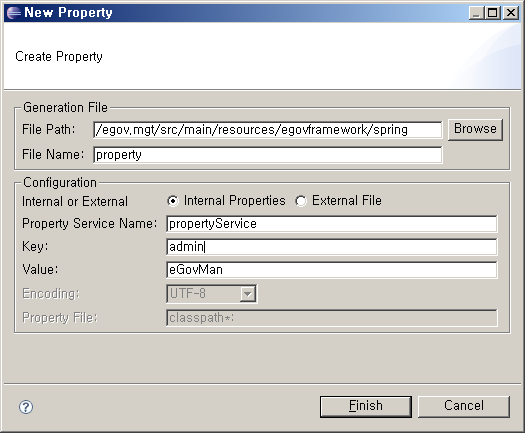 New Property
Create Property
Generation File
File Path: /egov.mgt/src/main/resources/egovframework/spring Browse
File Name: property
Configuration
Internal or External Internal Properties External File
Property Service Name: propertyService
Key: admin
Value: eGovMan
Encoding: UTF-8
Property File: classpath*:
? Finish Cancel